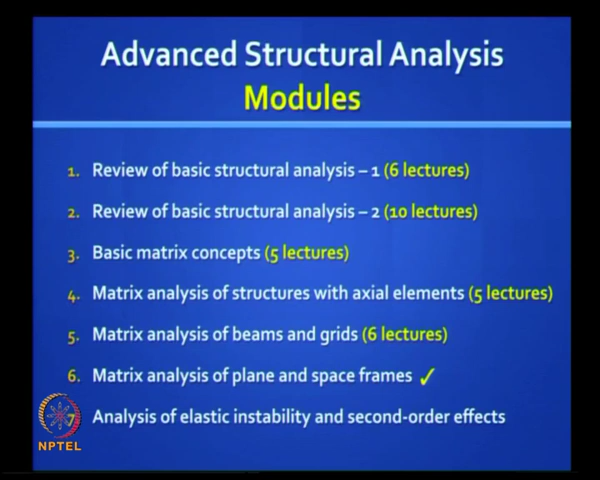 Advanced Structural Analysis
Modules
1. Review of basic structural analysis – 1 (6 lectures)
2. Review of basic structural analysis – 2 (10 lectures)
3. Basic matrix concepts (5 lectures)
4. Matrix analysis of structures with axial elements (5 lectures)
5. Matrix analysis of beams and grids (6 lectures)
6. Matrix analysis of plane and space frames ✓
7. Analysis of elastic instability and second-order effects
NPTEL